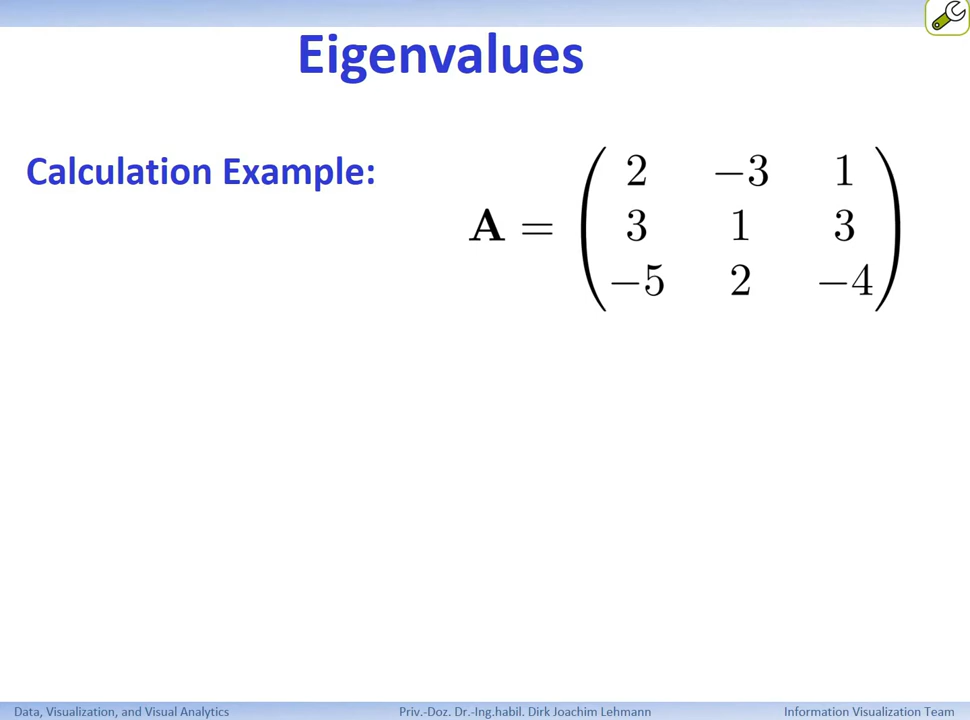 Eigenvalues
Calculation Example:
A = ( 2 −3 1
3 1 3
−5 2 −4 )
Data, Visualization, and Visual Analytics
Priv.-Doz. Dr.-Ing.habil. Dirk Joachim Lehmann
Information Visualization Team